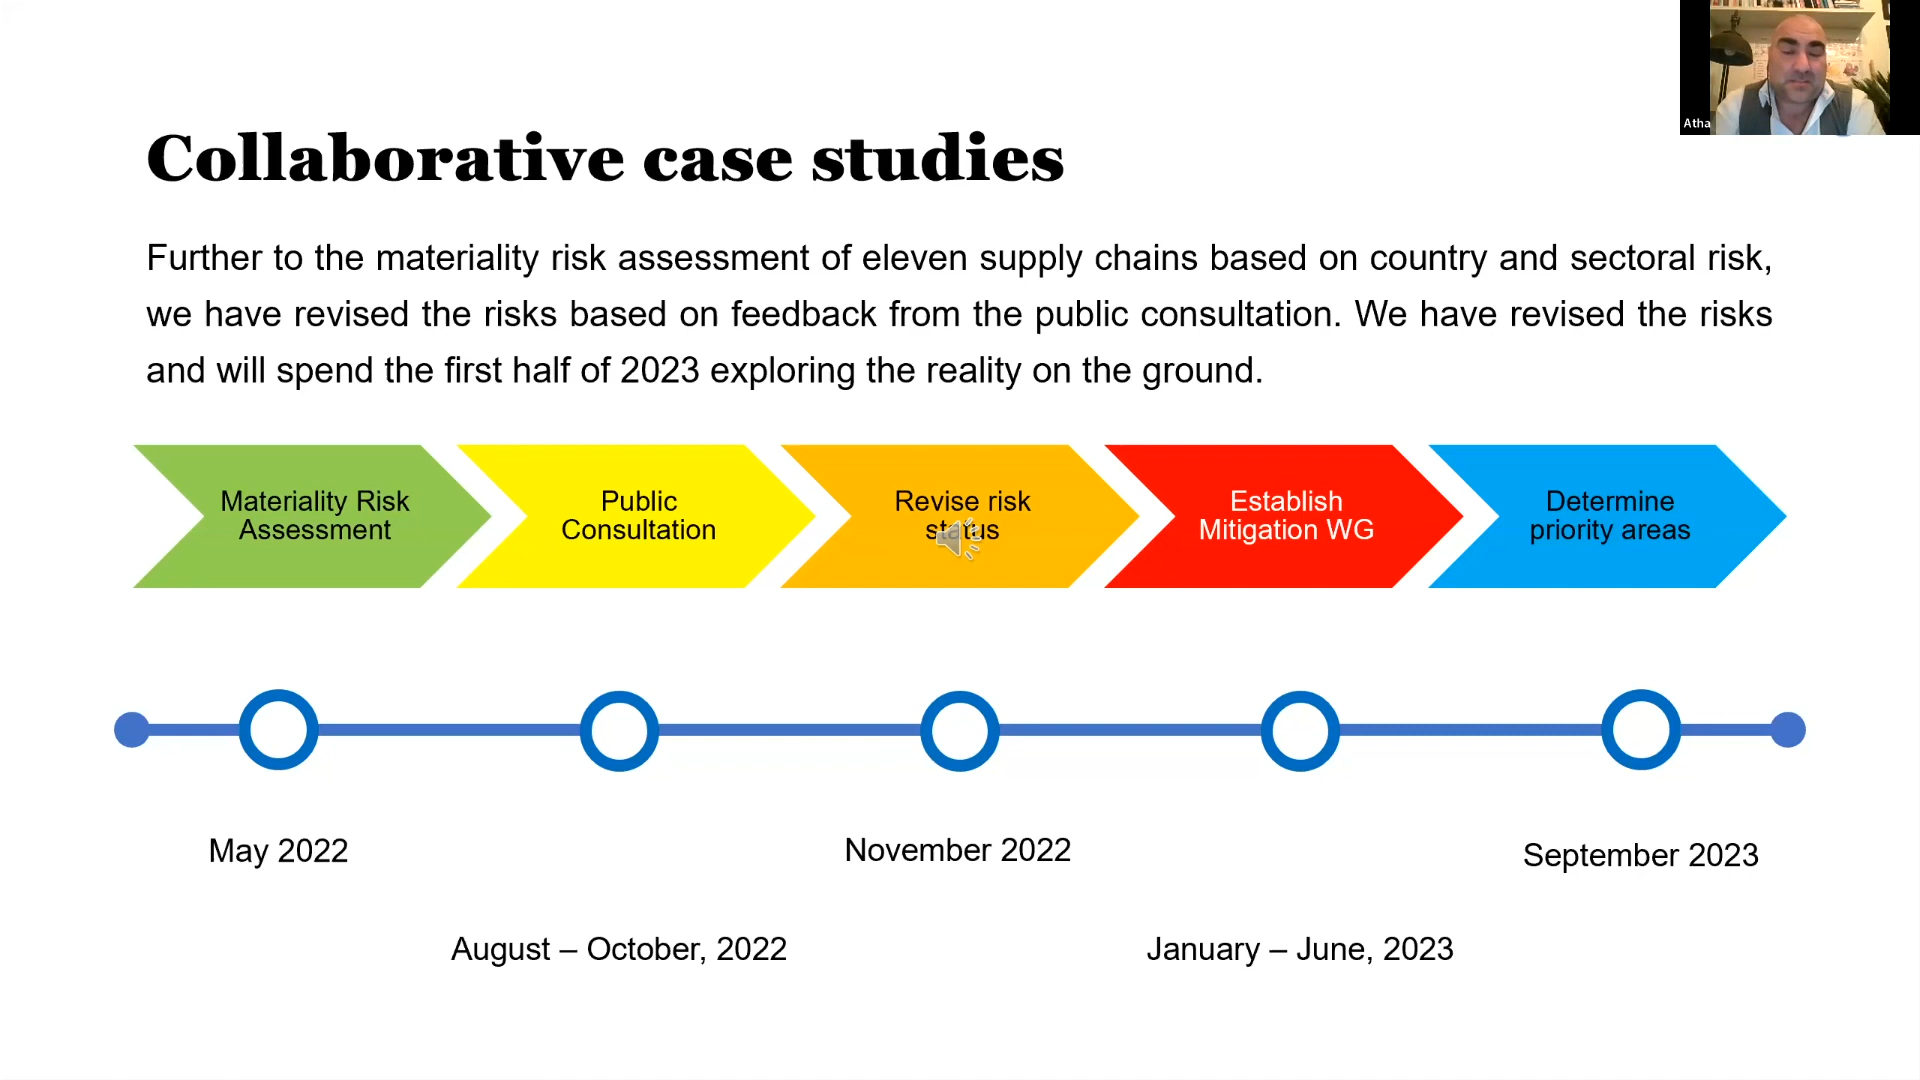 Atha
Collaborative case studies
Further to the materiality risk assessment of eleven supply chains based on country and sectoral risk,
we have revised the risks based on feedback from the public consultation. We have revised the risks
and will spend the first half of 2023 exploring the reality on the ground.
Materiality Risk
Assessment
Public
Consultation
Revise risk
status
Establish
Mitigation WG
Determine
priority areas
May 2022
August – October, 2022
November 2022
January – June, 2023
September 2023